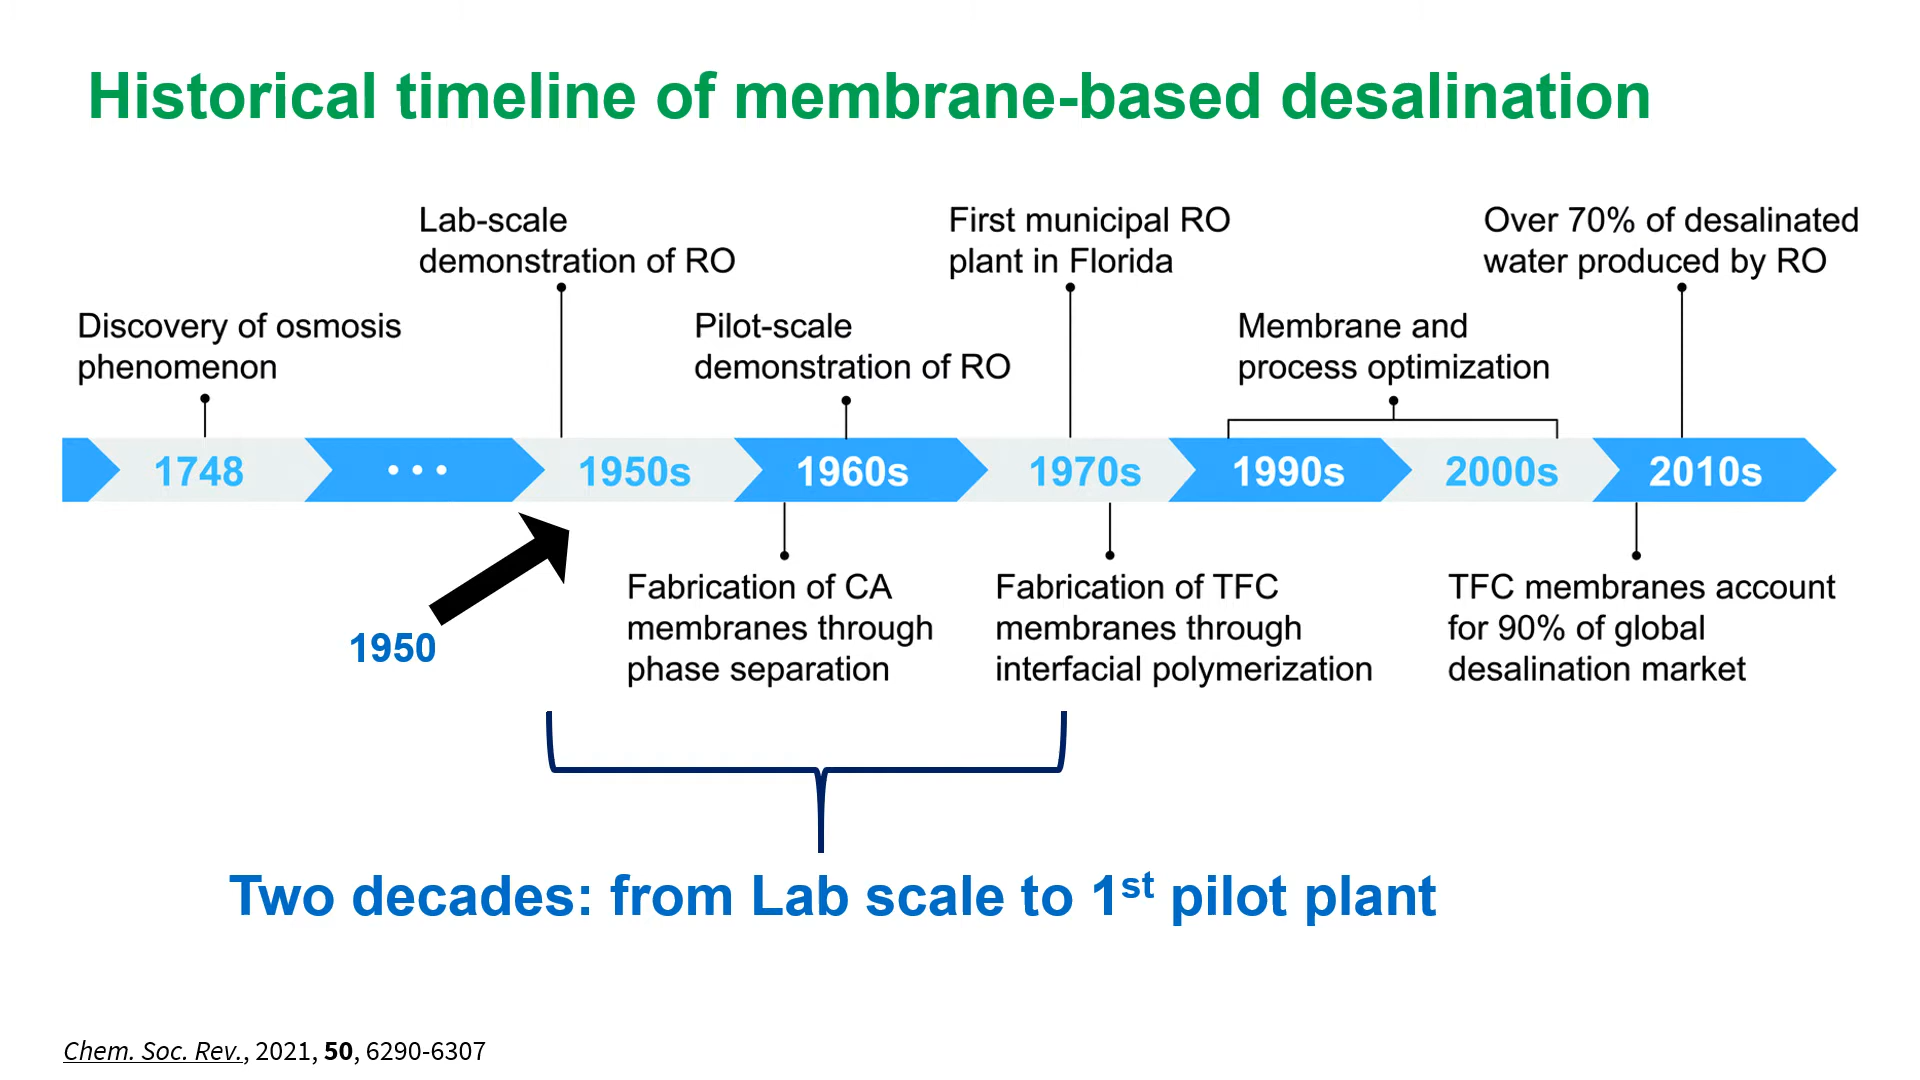 Historical timeline of membrane-based desalination
Lab-scale
demonstration of RO
First municipal RO
plant in Florida
Over 70% of desalinated
water produced by RO
Discovery of osmosis
phenomenon
Pilot-scale
demonstration of RO
Membrane and
process optimization
1748
• • •
1950s
1960s
1970s
1990s
2000s
2010s
1950
Fabrication of CA
membranes through
phase separation
Fabrication of TFC
membranes through
interfacial polymerization
TFC membranes account
for 90% of global
desalination market
Two decades: from Lab scale to 1st pilot plant
Chem. Soc. Rev., 2021, 50, 6290-6307